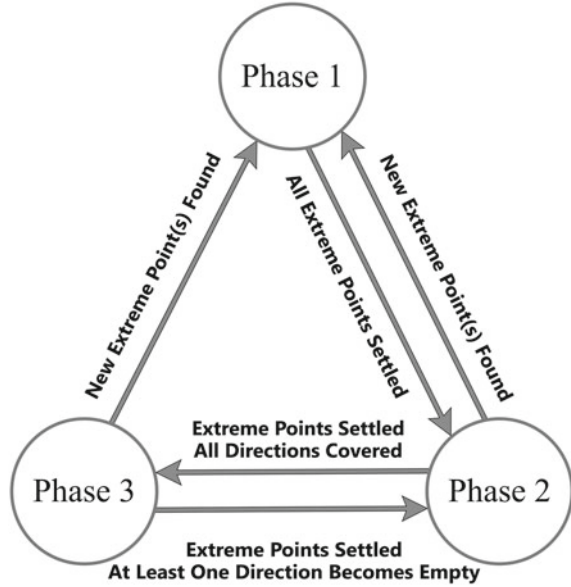 Phase 1
New Extreme Point(s) Found
All Extreme Points Settled
New Extreme Point(s) Found
Extreme Points Settled
All Directions Covered
Phase 3
Phase 2
Extreme Points Settled
At Least One Direction Becomes Empty